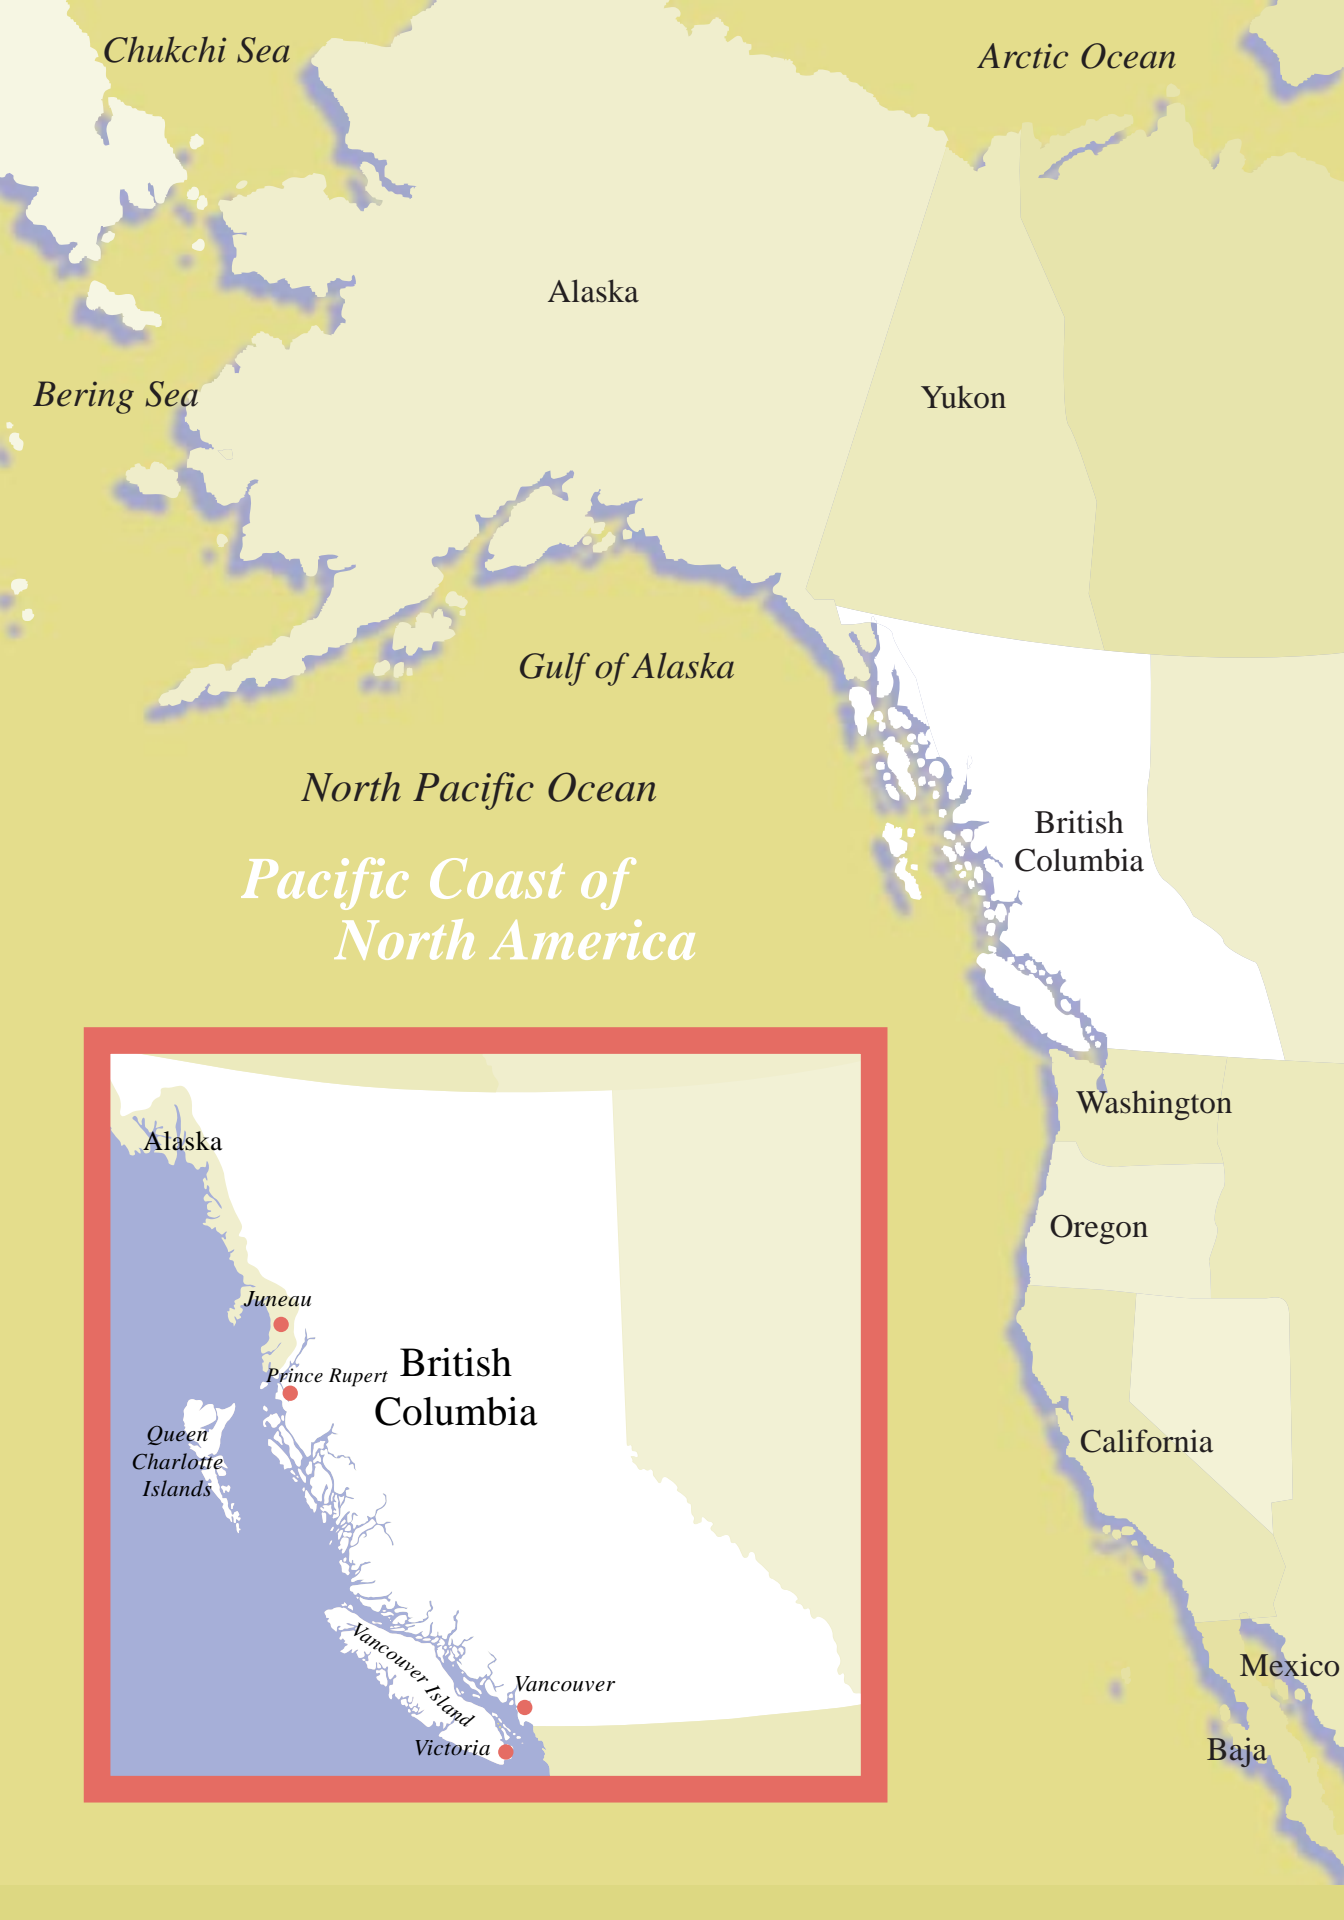 Chukchi Sea
Arctic Ocean
Alaska
Yukon
Bering Sea
Gulf of Alaska
North Pacific Ocean
British
Columbia
Pacific Coast of
North America
Washington
Oregon
California
Mexico
Baja
Alaska
Juneau
Prince Rupert
British
Columbia
Queen
Charlotte
Islands
Vancouver Island
Vancouver
Victoria